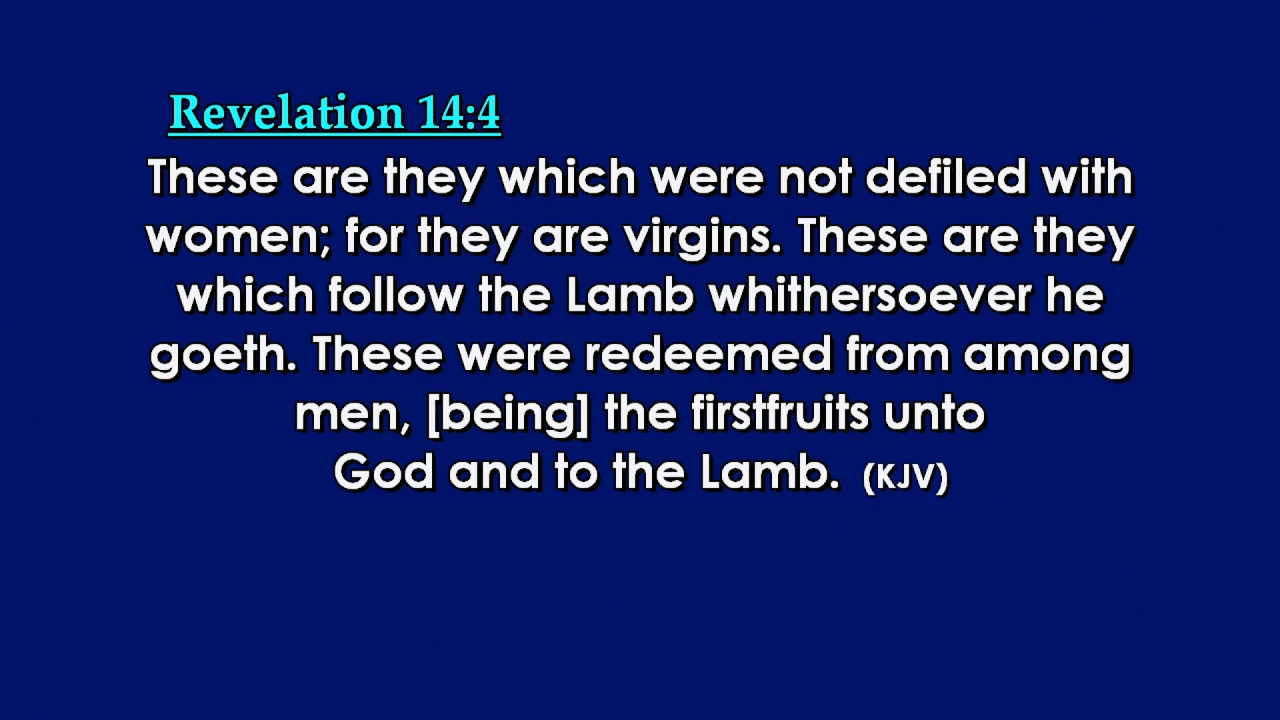 Revelation 14:4
These are they which were not defiled with
women; for they are virgins. These are they
which follow the Lamb whithersoever he
goeth. These were redeemed from among
men, [being] the firstfruits unto
God and to the Lamb. (KJV)